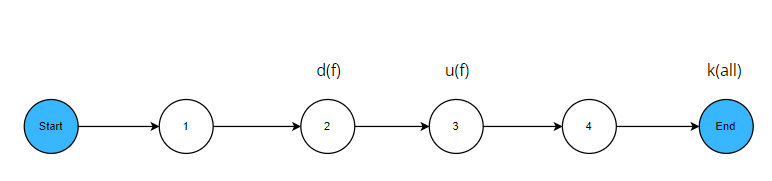 d(f) u(f) k(all)
Start 1 2 3 4 End